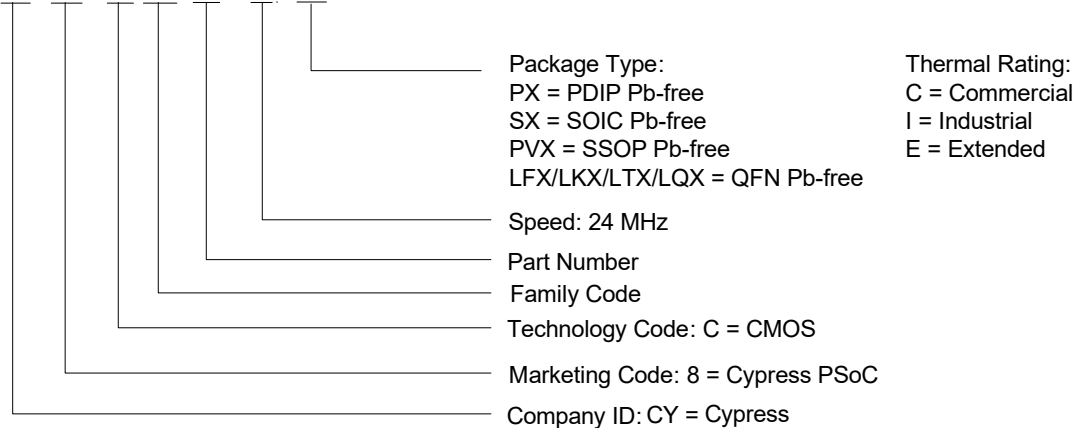 Package Type:
PX = PDIP Pb-free
SX = SOIC Pb-free
PVX = SSOP Pb-free
LFX/LKX/LTX/LQX = QFN Pb-free
Thermal Rating:
C = Commercial
I = Industrial
E = Extended
Speed: 24 MHz
Part Number
Family Code
Technology Code: C = CMOS
Marketing Code: 8 = Cypress PSoC
Company ID: CY = Cypress